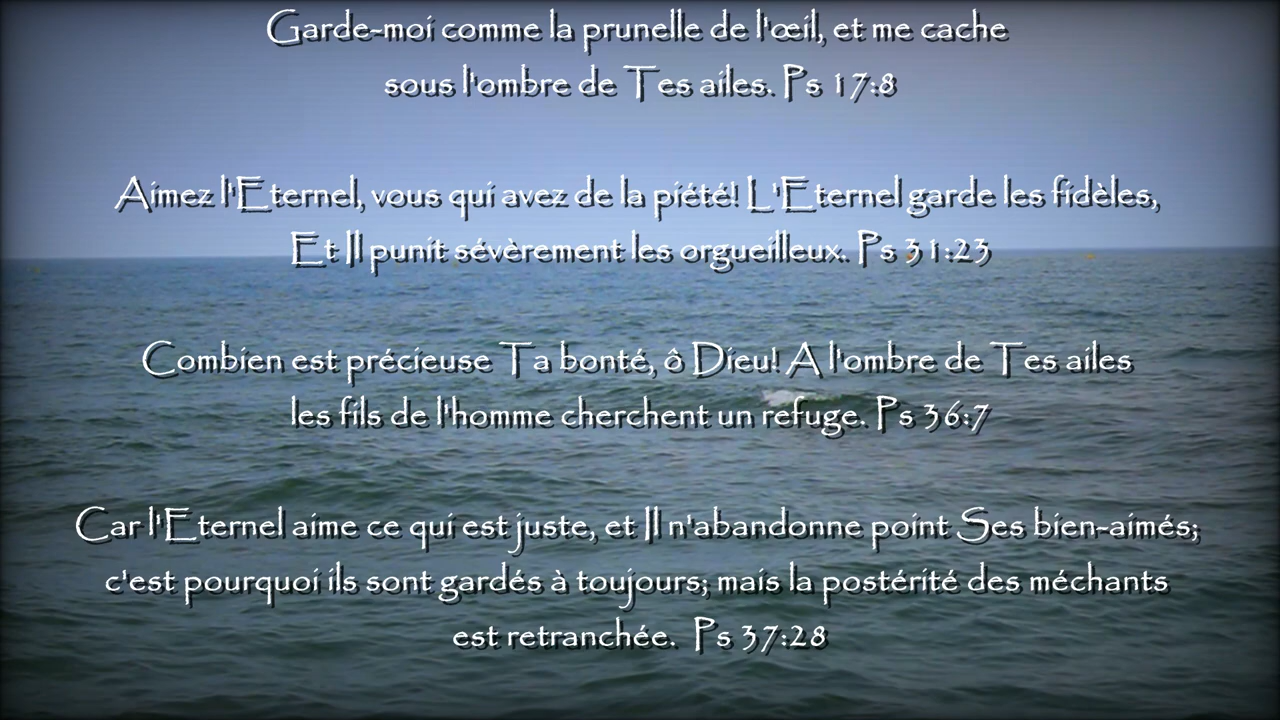 Garde-moi comme la prunelle de l'œil, et me cache
sous l'ombre de Tes ailes. Ps 17:8
Aimez l'Eternel, vous qui avez de la piété! L'Eternel garde les fidèles,
Et Il punit sévèrement les orgueilleux. Ps 31:23
Combien est précieuse Ta bonté, ô Dieu! A l'ombre de Tes ailes
les fils de l'homme cherchent un refuge. Ps 36:7
Car l'Eternel aime ce qui est juste, et Il n'abandonne point Ses bien-aimés;
c'est pourquoi ils sont gardés à toujours; mais la postérité des méchants
est retranchée. Ps 37:28